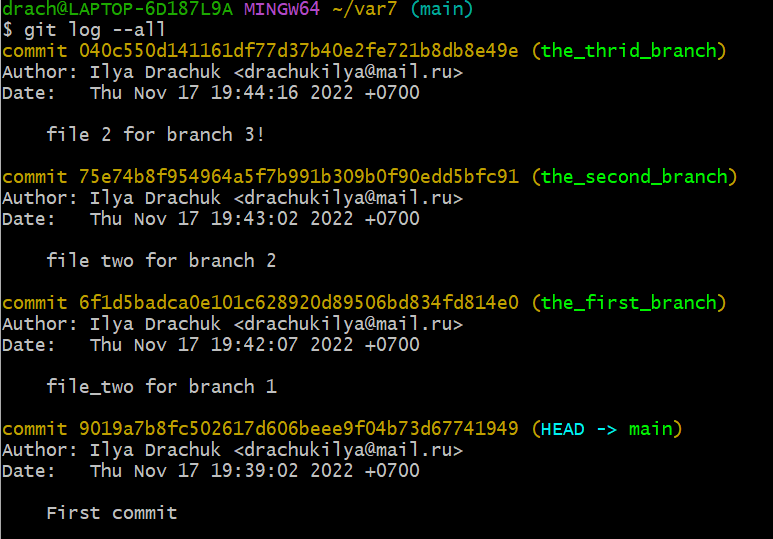 drach@LAPTOP-6D187L9A MINGW64 ~/var7 (main)
$ git log --all
commit 040c550d141161df77d37b40e2fe721b8db8e49e (the_thrid_branch)
Author: Ilya Drachuk <drachukilya@mail.ru>
Date:   Thu Nov 17 19:44:16 2022 +0700

    file 2 for branch 3!

commit 75e74b8f954964a5f7b991b309b0f90edd5bfc91 (the_second_branch)
Author: Ilya Drachuk <drachukilya@mail.ru>
Date:   Thu Nov 17 19:43:02 2022 +0700

    file two for branch 2

commit 6f1d5badca0e101c628920d89506bd834fd814e0 (the_first_branch)
Author: Ilya Drachuk <drachukilya@mail.ru>
Date:   Thu Nov 17 19:42:07 2022 +0700

    file_two for branch 1

commit 9019a7b8fc502617d606beee9f04b73d67741949 (HEAD -> main)
Author: Ilya Drachuk <drachukilya@mail.ru>
Date:   Thu Nov 17 19:39:02 2022 +0700

    First commit